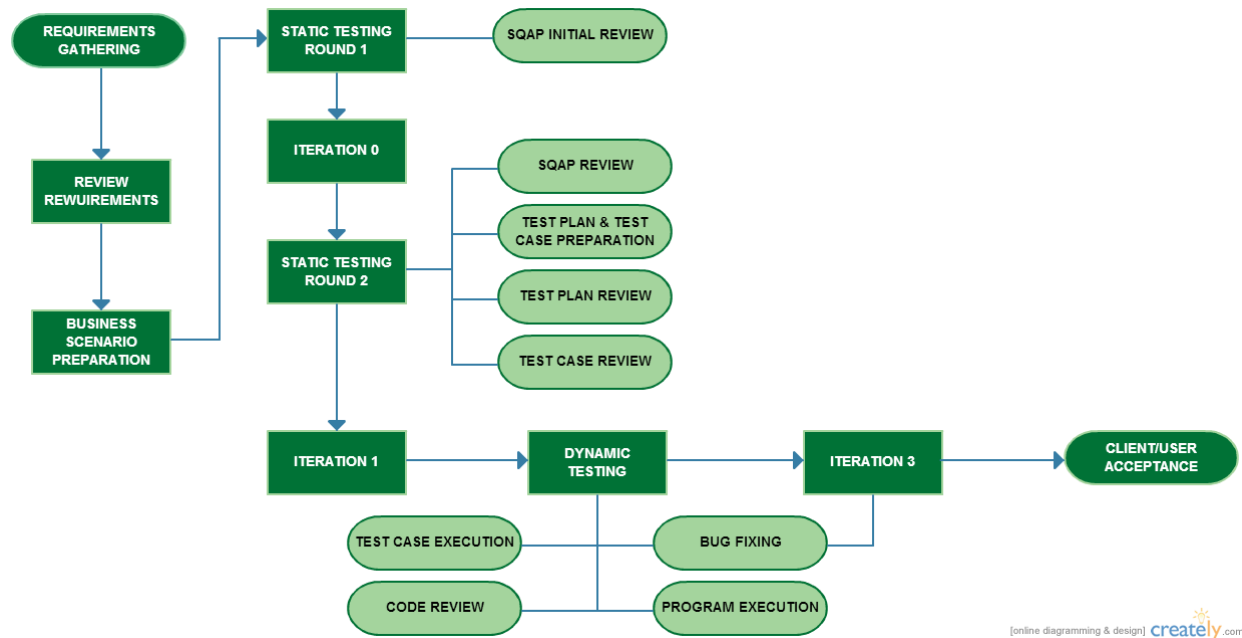 REQUIREMENTS
GATHERING
REVIEW
REWUIREMENTS
BUSINESS
SCENARIO
PREPARATION
STATIC TESTING
ROUND 1
SQAP INITIAL REVIEW
ITERATION 0
STATIC TESTING
ROUND 2
SQAP REVIEW
TEST PLAN & TEST
CASE PREPARATION
TEST PLAN REVIEW
TEST CASE REVIEW
ITERATION 1
DYNAMIC
TESTING
ITERATION 3
CLIENT/USER
ACCEPTANCE
TEST CASE EXECUTION
BUG FIXING
CODE REVIEW
PROGRAM EXECUTION
[online diagramming & design] creately.com